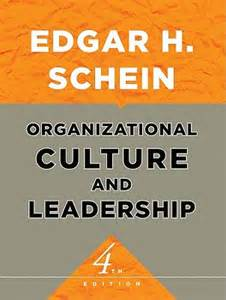 EDGAR H.
SCHEIN
ORGANIZATIONAL
CULTURE
AND
LEADERSHIP
4TH
EDITION